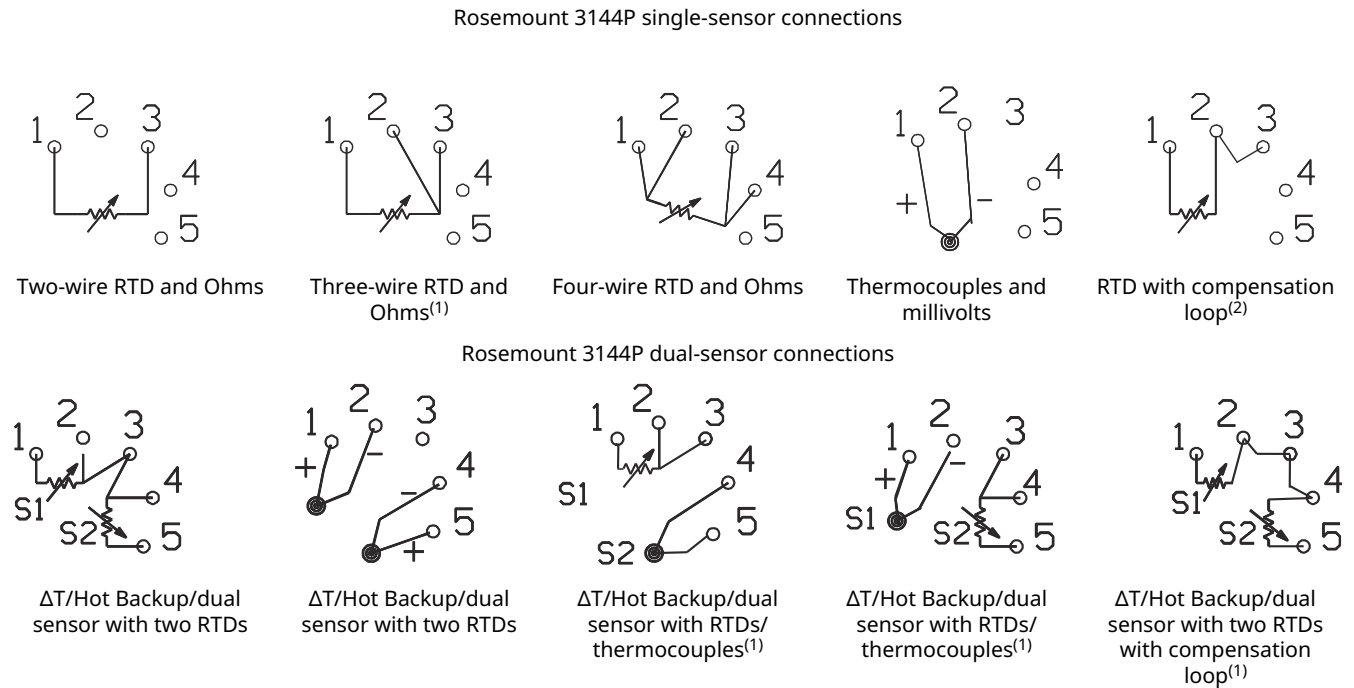 Rosemount 3144P single-sensor connections
1 2 3 4 5
1 2 3 4 5
1 2 3 4 5
1 2 3 4 5 + −
1 2 3 4 5
Two-wire RTD and Ohms
Three-wire RTD and
Ohms(1)
Four-wire RTD and Ohms
Thermocouples and
millivolts
RTD with compensation
loop(2)
Rosemount 3144P dual-sensor connections
1 2 3 4 5 S1 S2
1 2 3 4 5 + − − +
1 2 3 4 5 S1 S2
1 2 3 4 5 + − S1 S2
1 2 3 4 5 S1 S2
ΔT/Hot Backup/dual
sensor with two RTDs
ΔT/Hot Backup/dual
sensor with two RTDs
ΔT/Hot Backup/dual
sensor with RTDs/
thermocouples(1)
ΔT/Hot Backup/dual
sensor with RTDs/
thermocouples(1)
ΔT/Hot Backup/dual
sensor with two RTDs
with compensation
loop(1)